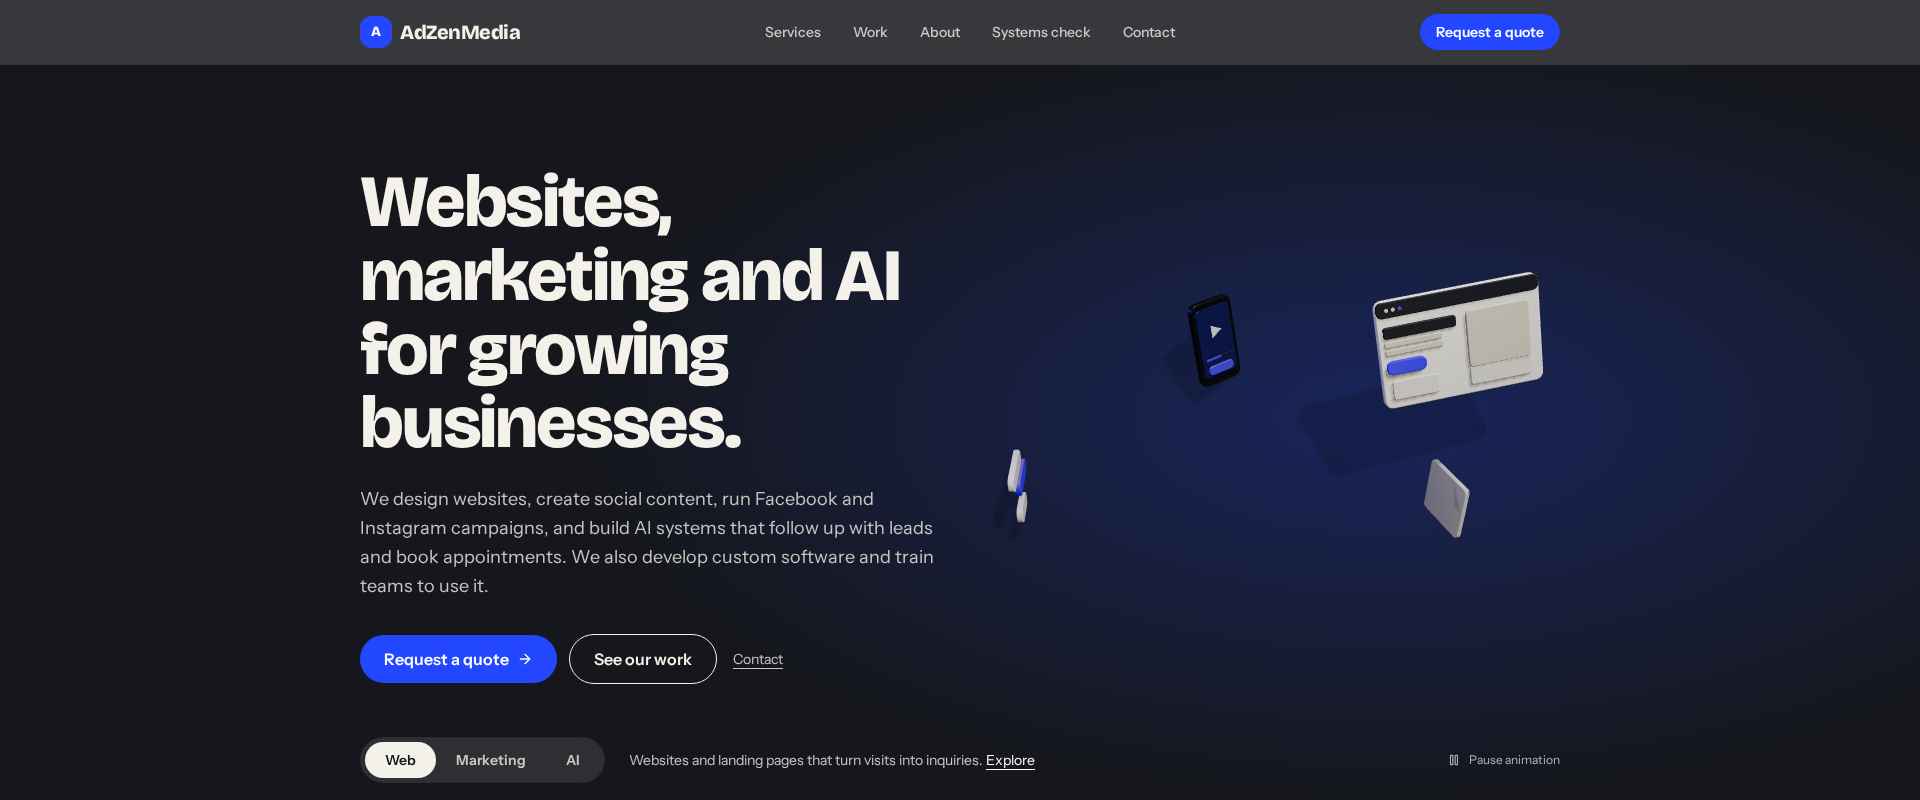 A AdZenMedia
Services Work About Systems check Contact
Request a quote
Websites,
marketing and AI
for growing
businesses.
We design websites, create social content, run Facebook and
Instagram campaigns, and build AI systems that follow up with leads
and book appointments. We also develop custom software and train
teams to use it.
Request a quote → See our work Contact
Web Marketing AI Websites and landing pages that turn visits into inquiries. Explore Pause animation